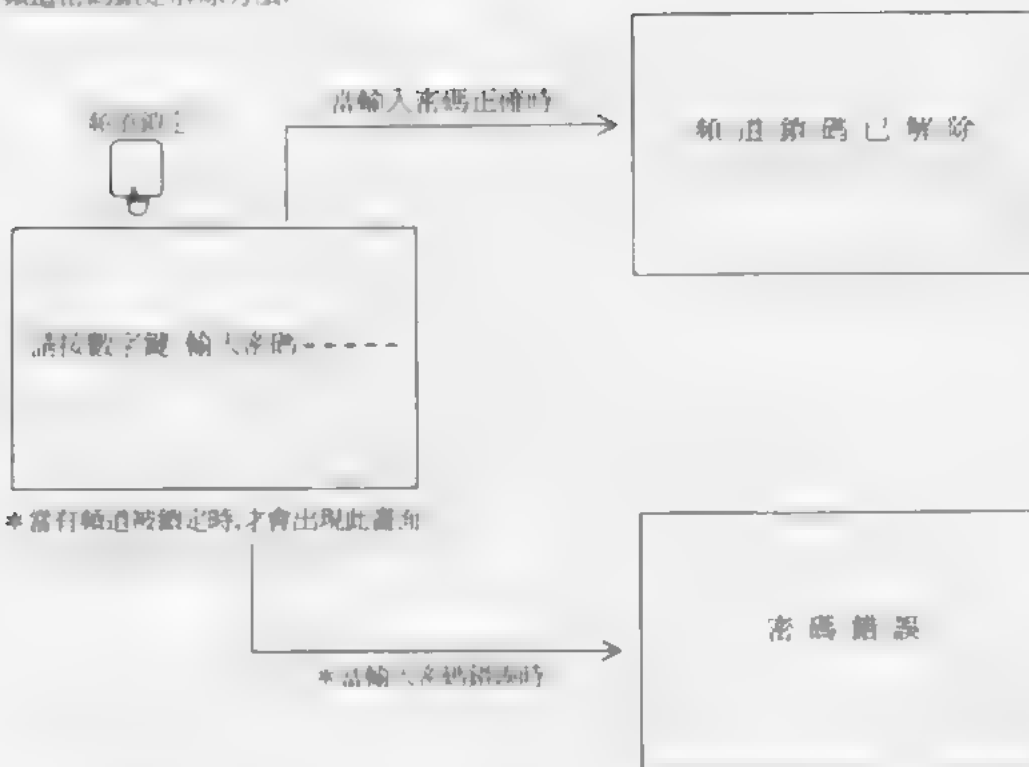 當輸入密碼正確時
頻道鎖碼已解除
請按數字鍵 輸入密碼------
*當有頻道被鎖定時,才會出現此畫面
密碼錯誤
*當輸入密碼錯誤時